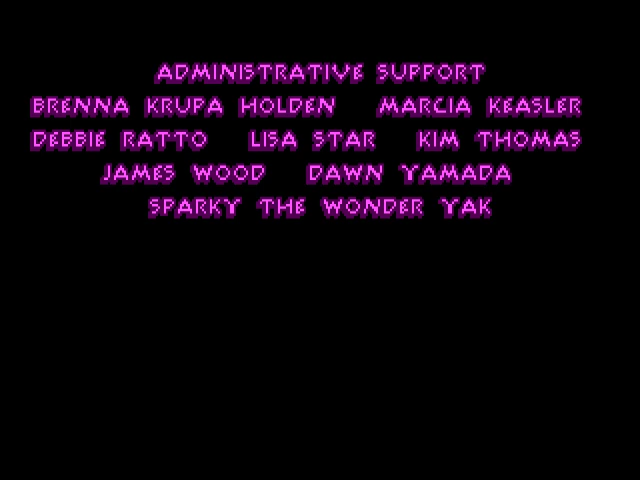 ADMINISTRATIVE SUPPORT
BRENNA KRUPA HOLDEN MARCIA KEASLER
DEBBIE RATTO LISA STAR KIM THOMAS
JAMES WOOD DAWN YAMADA
SPARKY THE WONDER YAK